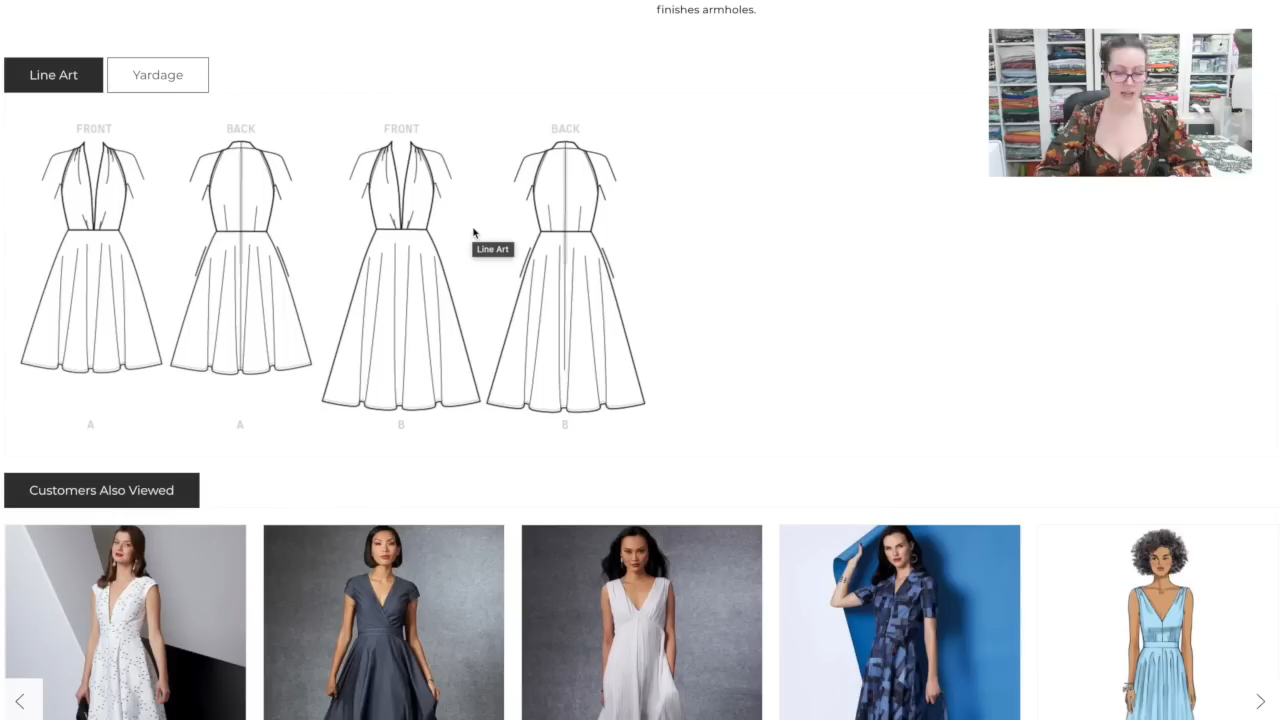 finishes armholes.
Line Art
Yardage
FRONT
BACK
FRONT
BACK
Line Art
A
A
B
B
Customers Also Viewed